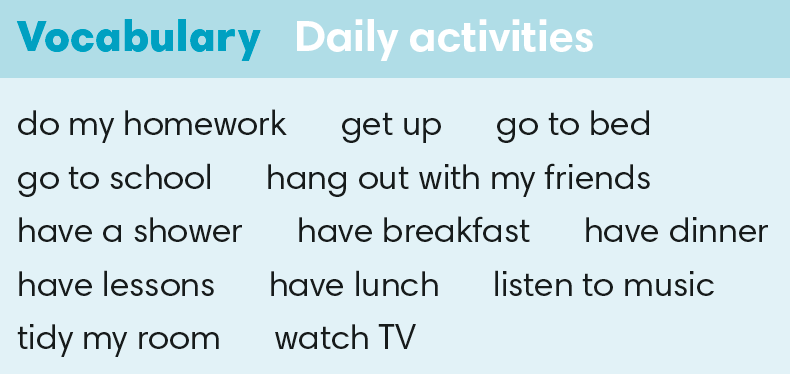 Vocabulary Daily activities
do my homework get up go to bed
go to school hang out with my friends
have a shower have breakfast have dinner
have lessons have lunch listen to music
tidy my room watch TV